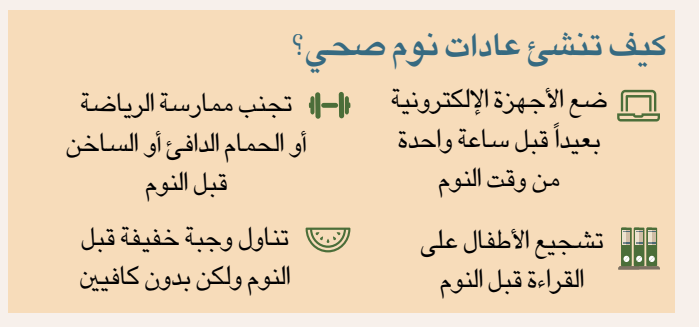 كيف تنشئ عادات نوم صحي؟
ضع الأجهزة الإلكترونية
بعيداً قبل ساعة واحدة
من وقت النوم
تجنب ممارسة الرياضة
أو الحمام الدافئ أو الساخن
قبل النوم
تشجيع الأطفال على
القراءة قبل النوم
تناول وجبة خفيفة قبل
النوم ولكن بدون كافيين